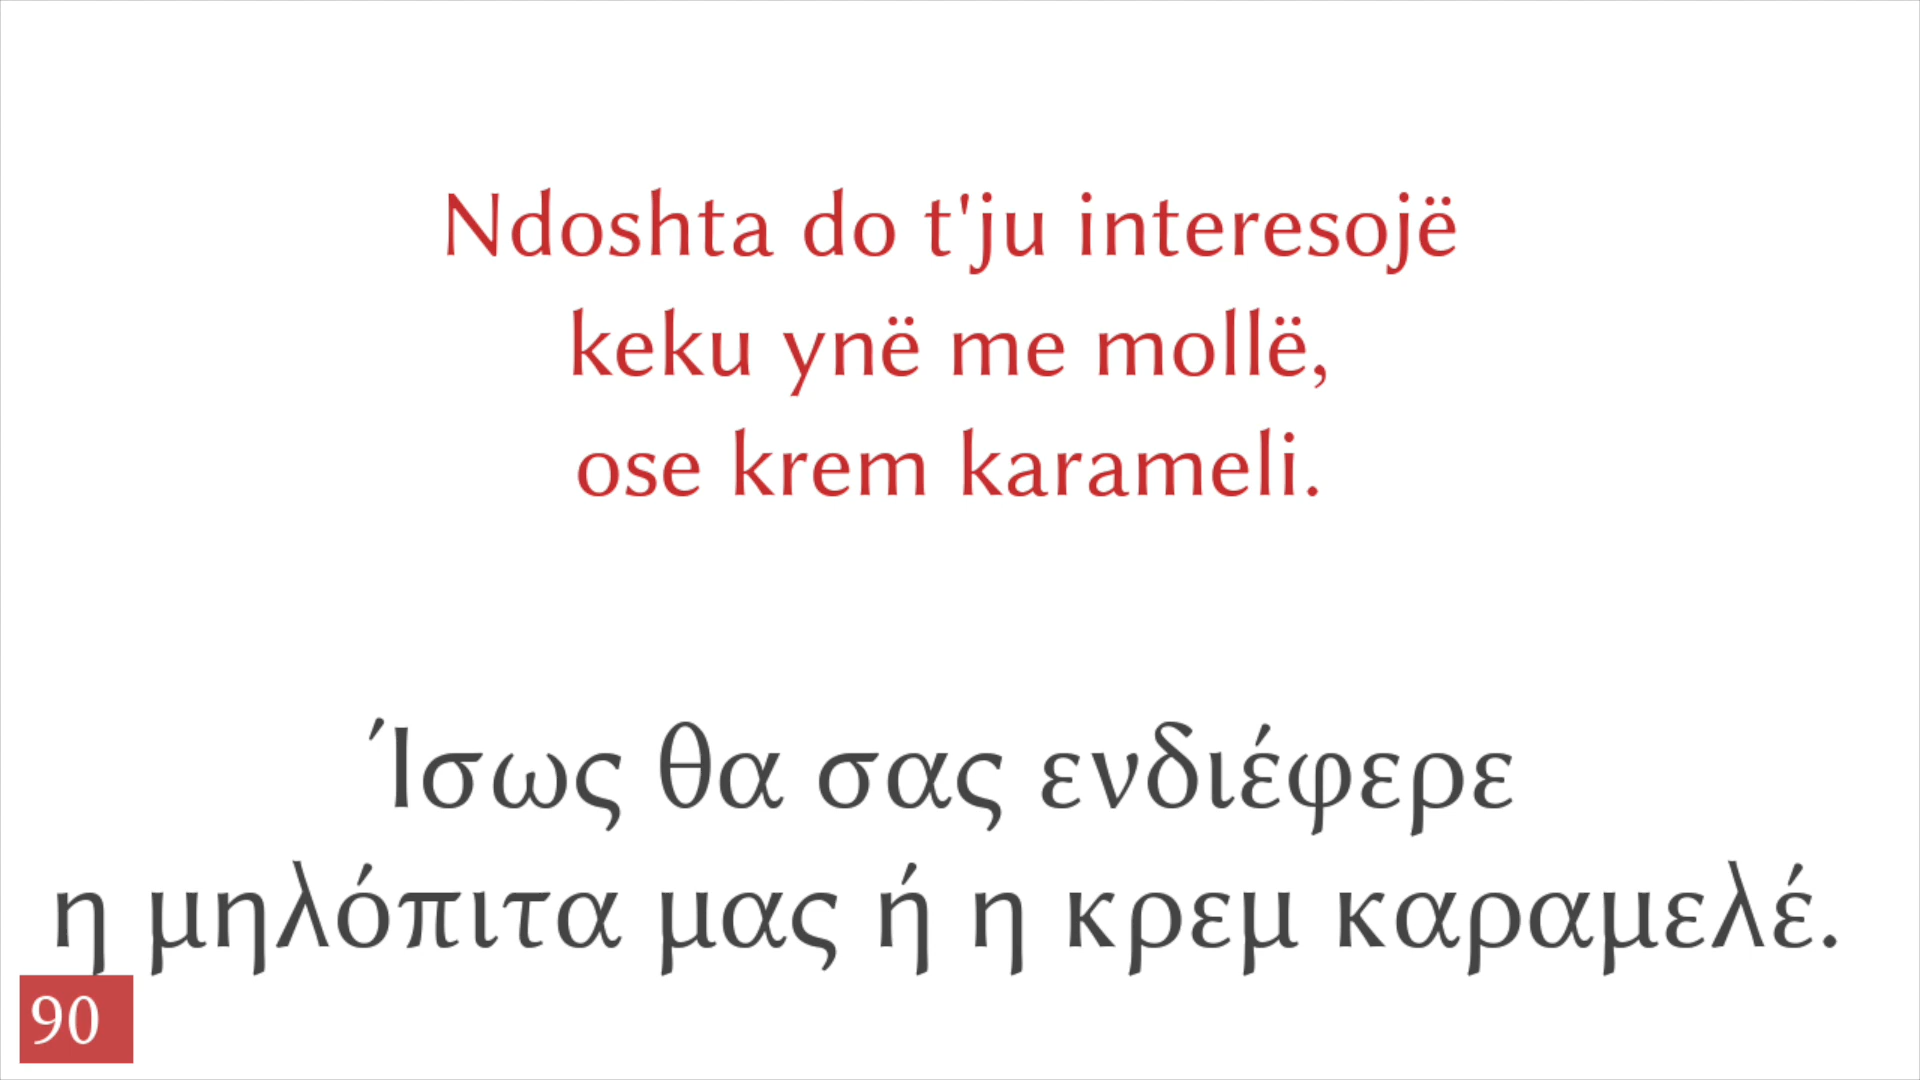 Ndoshta do t'ju interesojë
keku ynë me mollë,
ose krem karameli.
Ίσως θα σας ενδιέφερε
η μηλόπιτα μας ή η κρεμ καραμελέ.
90